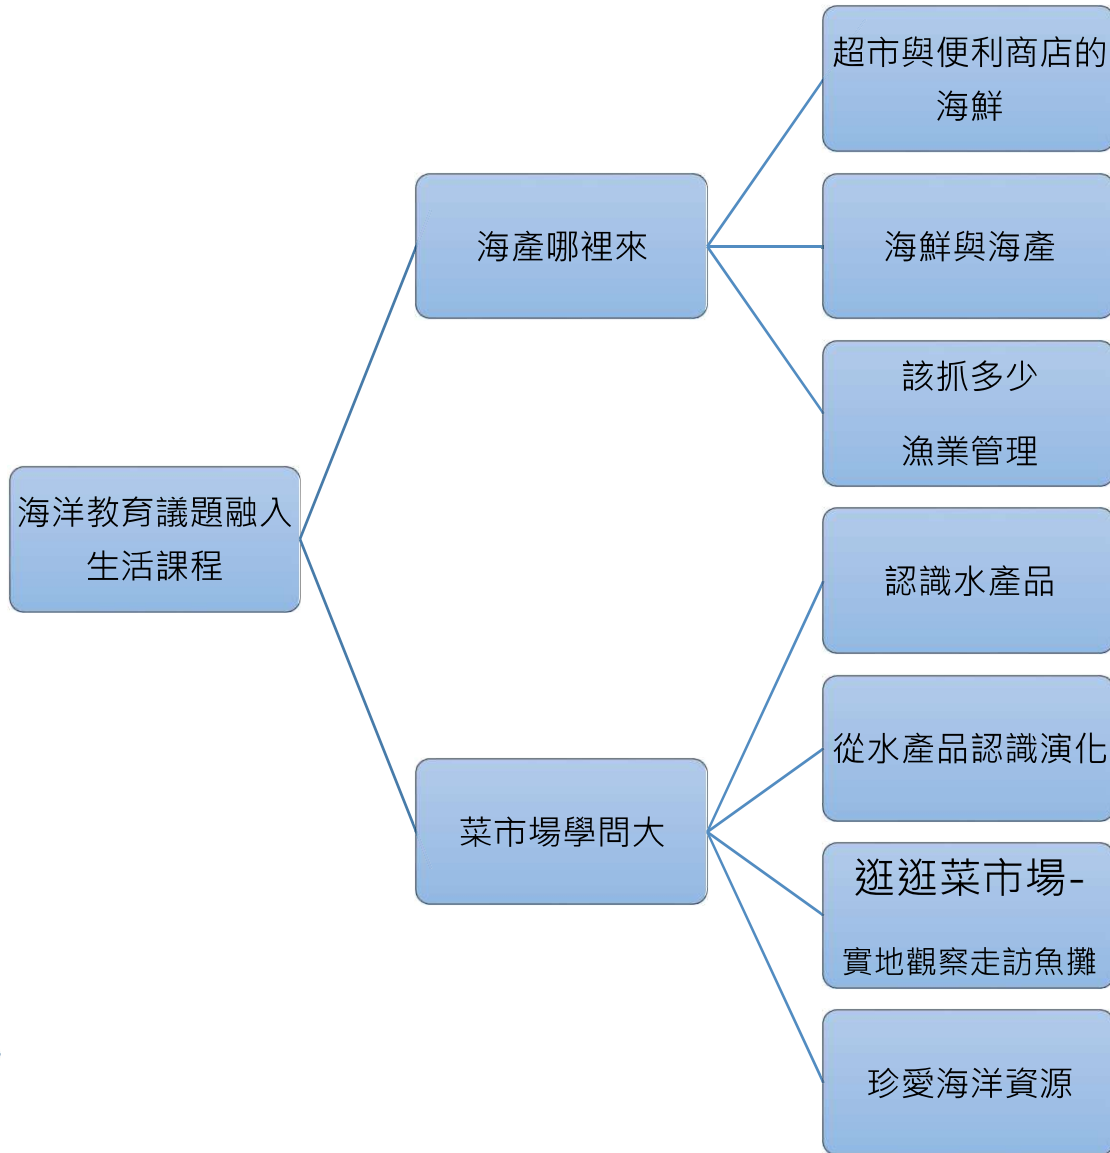 超市與便利商店的
海鮮
海產哪裡來
海鮮與海產
該抓多少
漁業管理
海洋教育議題融入
生活課程
認識水產品
從水產品認識演化
菜市場學問大
逛逛菜市場-
實地觀察走訪魚攤
珍愛海洋資源